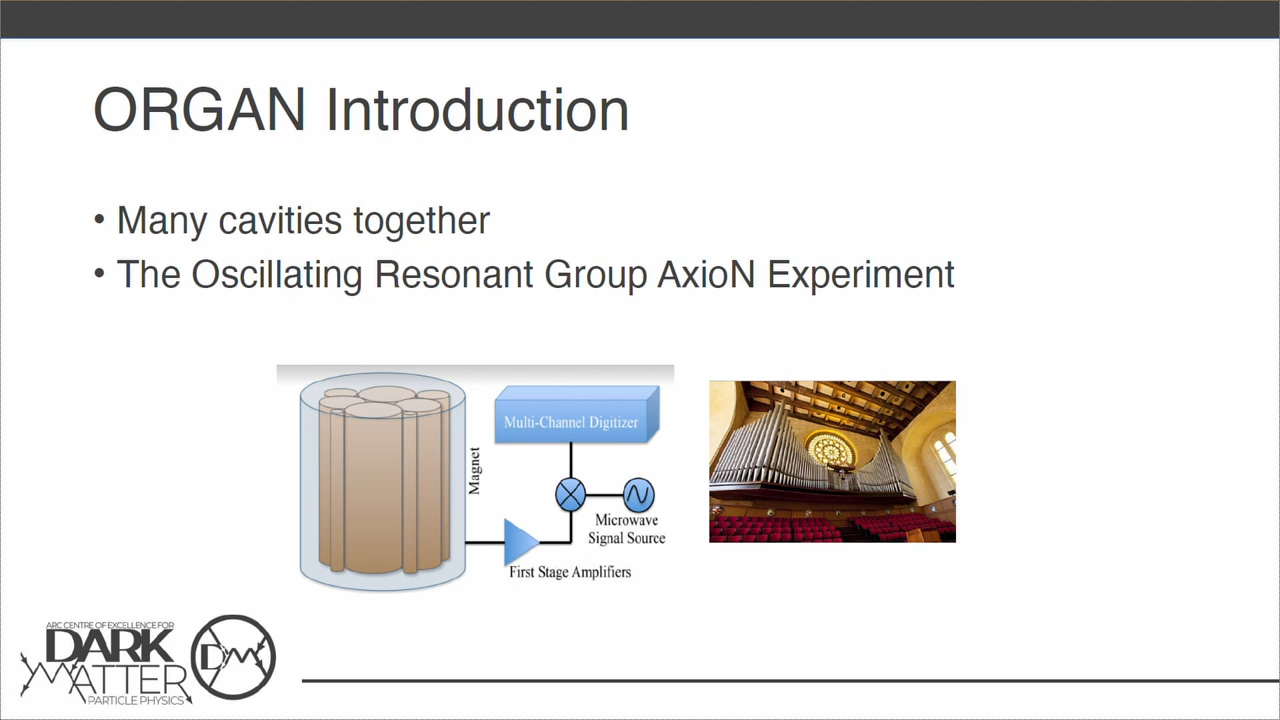 ORGAN Introduction
• Many cavities together
• The Oscillating Resonant Group AxioN Experiment
Multi-Channel Digitizer
Magnet
Microwave
Signal Source
First Stage Amplifiers
ARC CENTRE OF EXCELLENCE FOR
DARK
MATTER
PARTICLE PHYSICS
DM